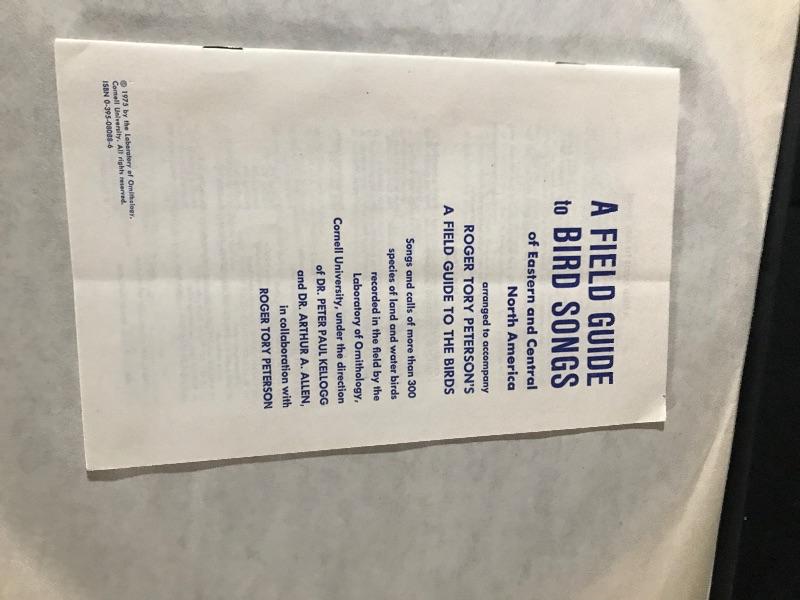 A FIELD GUIDE
to BIRD SONGS
of Eastern and Central
North America
arranged to accompany
ROGER TORY PETERSON'S
A FIELD GUIDE TO THE BIRDS
Songs and calls of more than 300
species of land and water birds
recorded in the field by the
Laboratory of Ornithology,
Cornell University, under the direction
of DR. PETER PAUL KELLOGG
and DR. ARTHUR A. ALLEN,
in collaboration with
ROGER TORY PETERSON
© 1975 by the Laboratory of Ornithology,
Cornell University. All rights reserved.
ISBN 0-395-08088-6